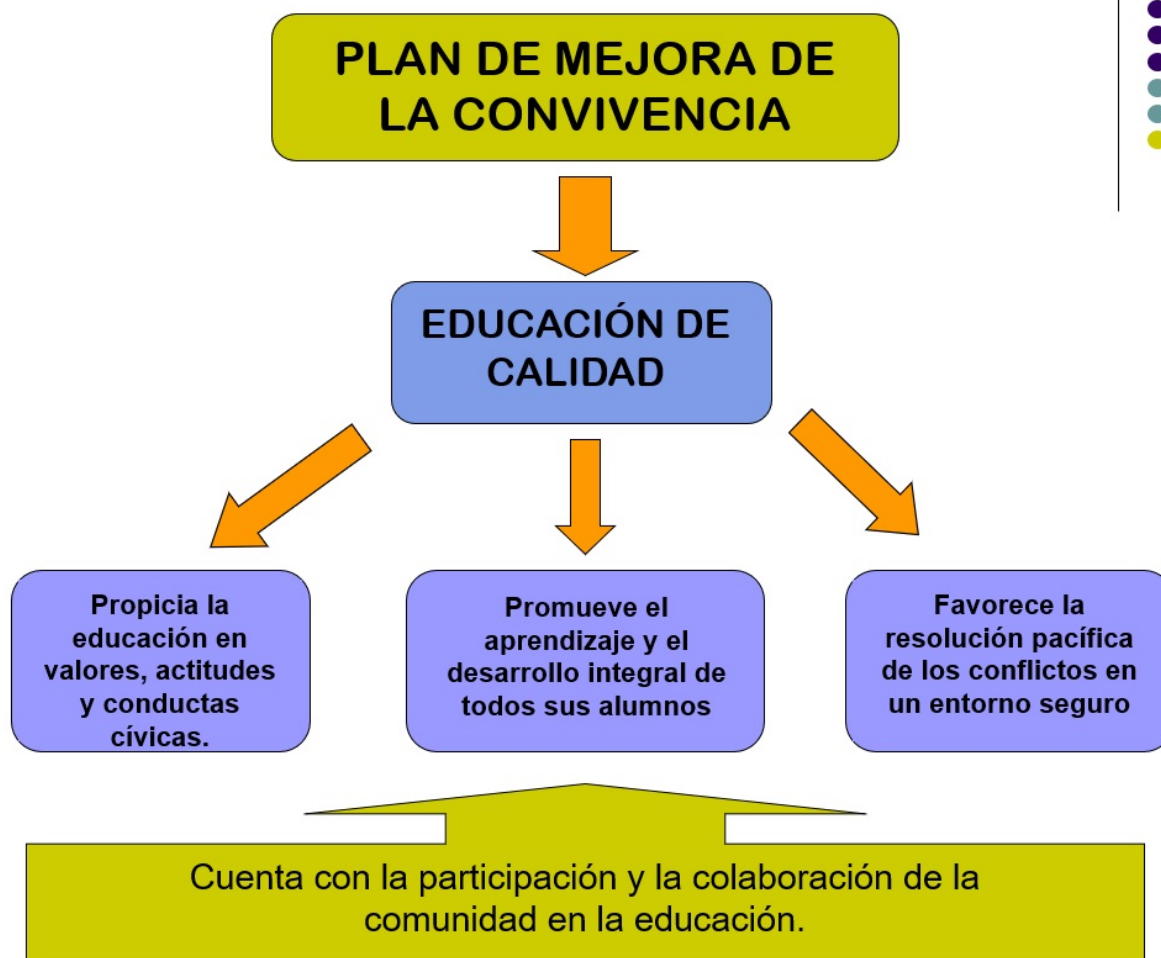 PLAN DE MEJORA DE
LA CONVIVENCIA
EDUCACIÓN DE
CALIDAD
Propicia la
educación en
valores, actitudes
y conductas
cívicas.
Promueve el
aprendizaje y el
desarrollo integral de
todos sus alumnos
Favorece la
resolución pacífica
de los conflictos en
un entorno seguro
Cuenta con la participación y la colaboración de la
comunidad en la educación.